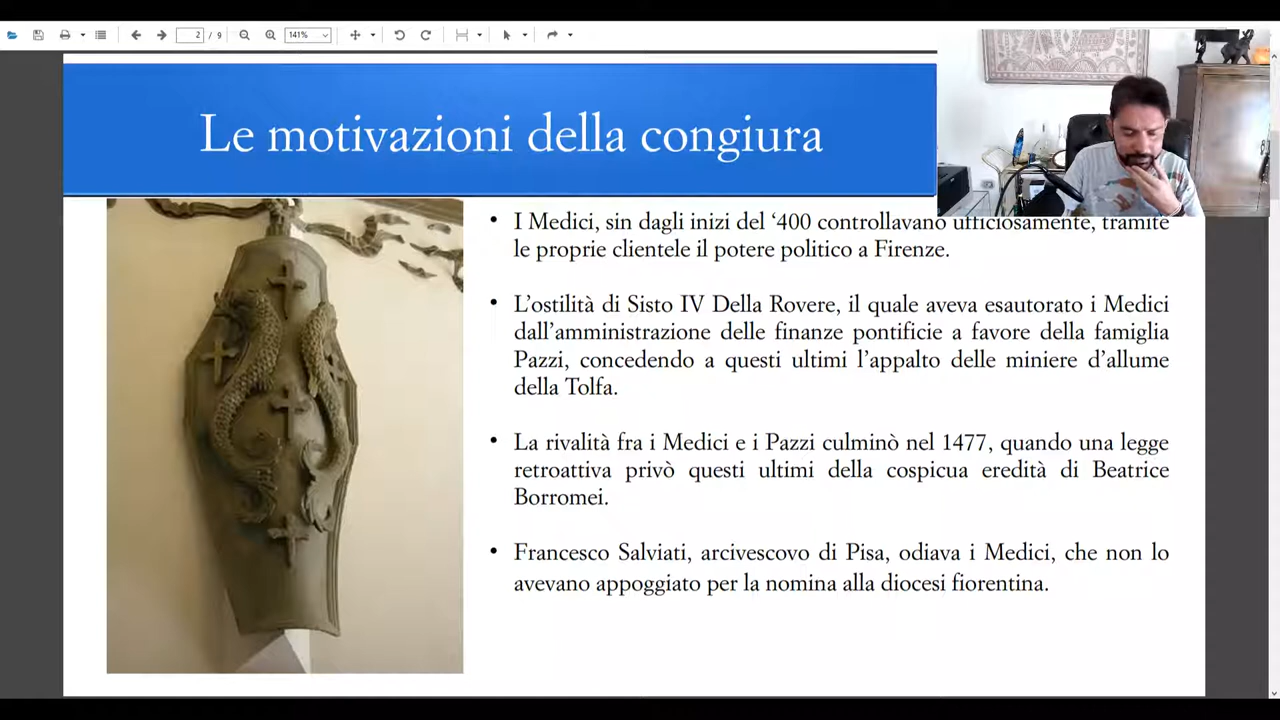 2 / 9
141%
Le motivazioni della congiura
• I Medici, sin dagli inizi del ‘400 controllavano ufficiosamente, tramite
le proprie clientele il potere politico a Firenze.
• L’ostilità di Sisto IV Della Rovere, il quale aveva esautorato i Medici
dall’amministrazione delle finanze pontificie a favore della famiglia
Pazzi, concedendo a questi ultimi l’appalto delle miniere d’allume
della Tolfa.
• La rivalità fra i Medici e i Pazzi culminò nel 1477, quando una legge
retroattiva privò questi ultimi della cospicua eredità di Beatrice
Borromei.
• Francesco Salviati, arcivescovo di Pisa, odiava i Medici, che non lo
avevano appoggiato per la nomina alla diocesi fiorentina.